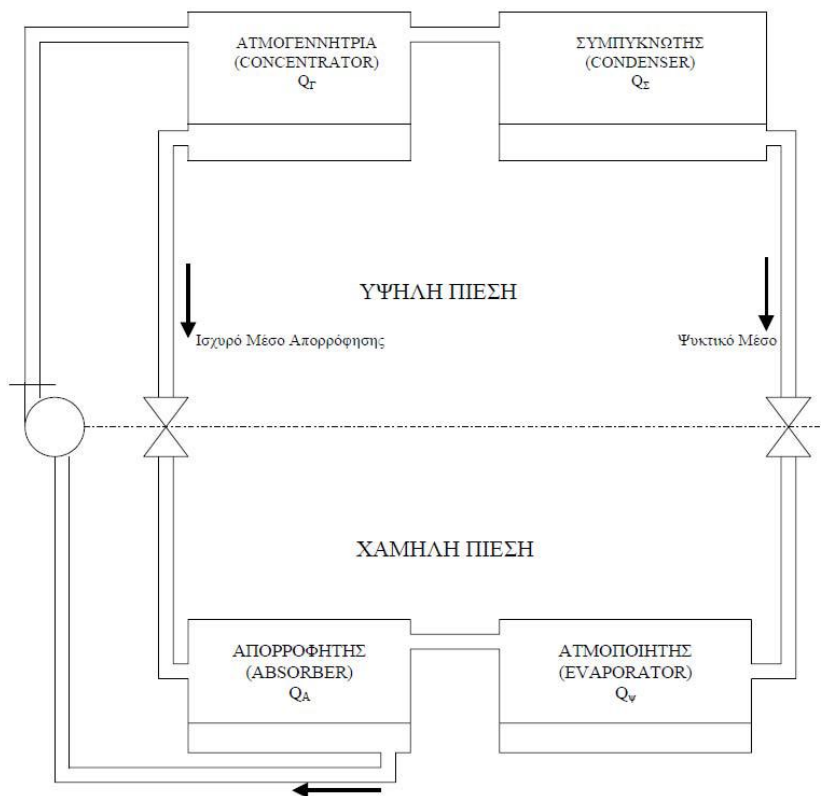 ΑΤΜΟΓΕΝΝΗΤΡΙΑ
(CONCENTRATOR)
QΓ
ΣΥΜΠΥΚΝΩΤΗΣ
(CONDENSER)
QΣ
ΥΨΗΛΗ ΠΙΕΣΗ
Ισχυρό Μέσο Απορρόφησης
Ψυκτικό Μέσο
ΧΑΜΗΛΗ ΠΙΕΣΗ
ΑΠΟΡΡΟΦΗΤΗΣ
(ABSORBER)
QΑ
ΑΤΜΟΠΟΙΗΤΗΣ
(EVAPORATOR)
Qψ